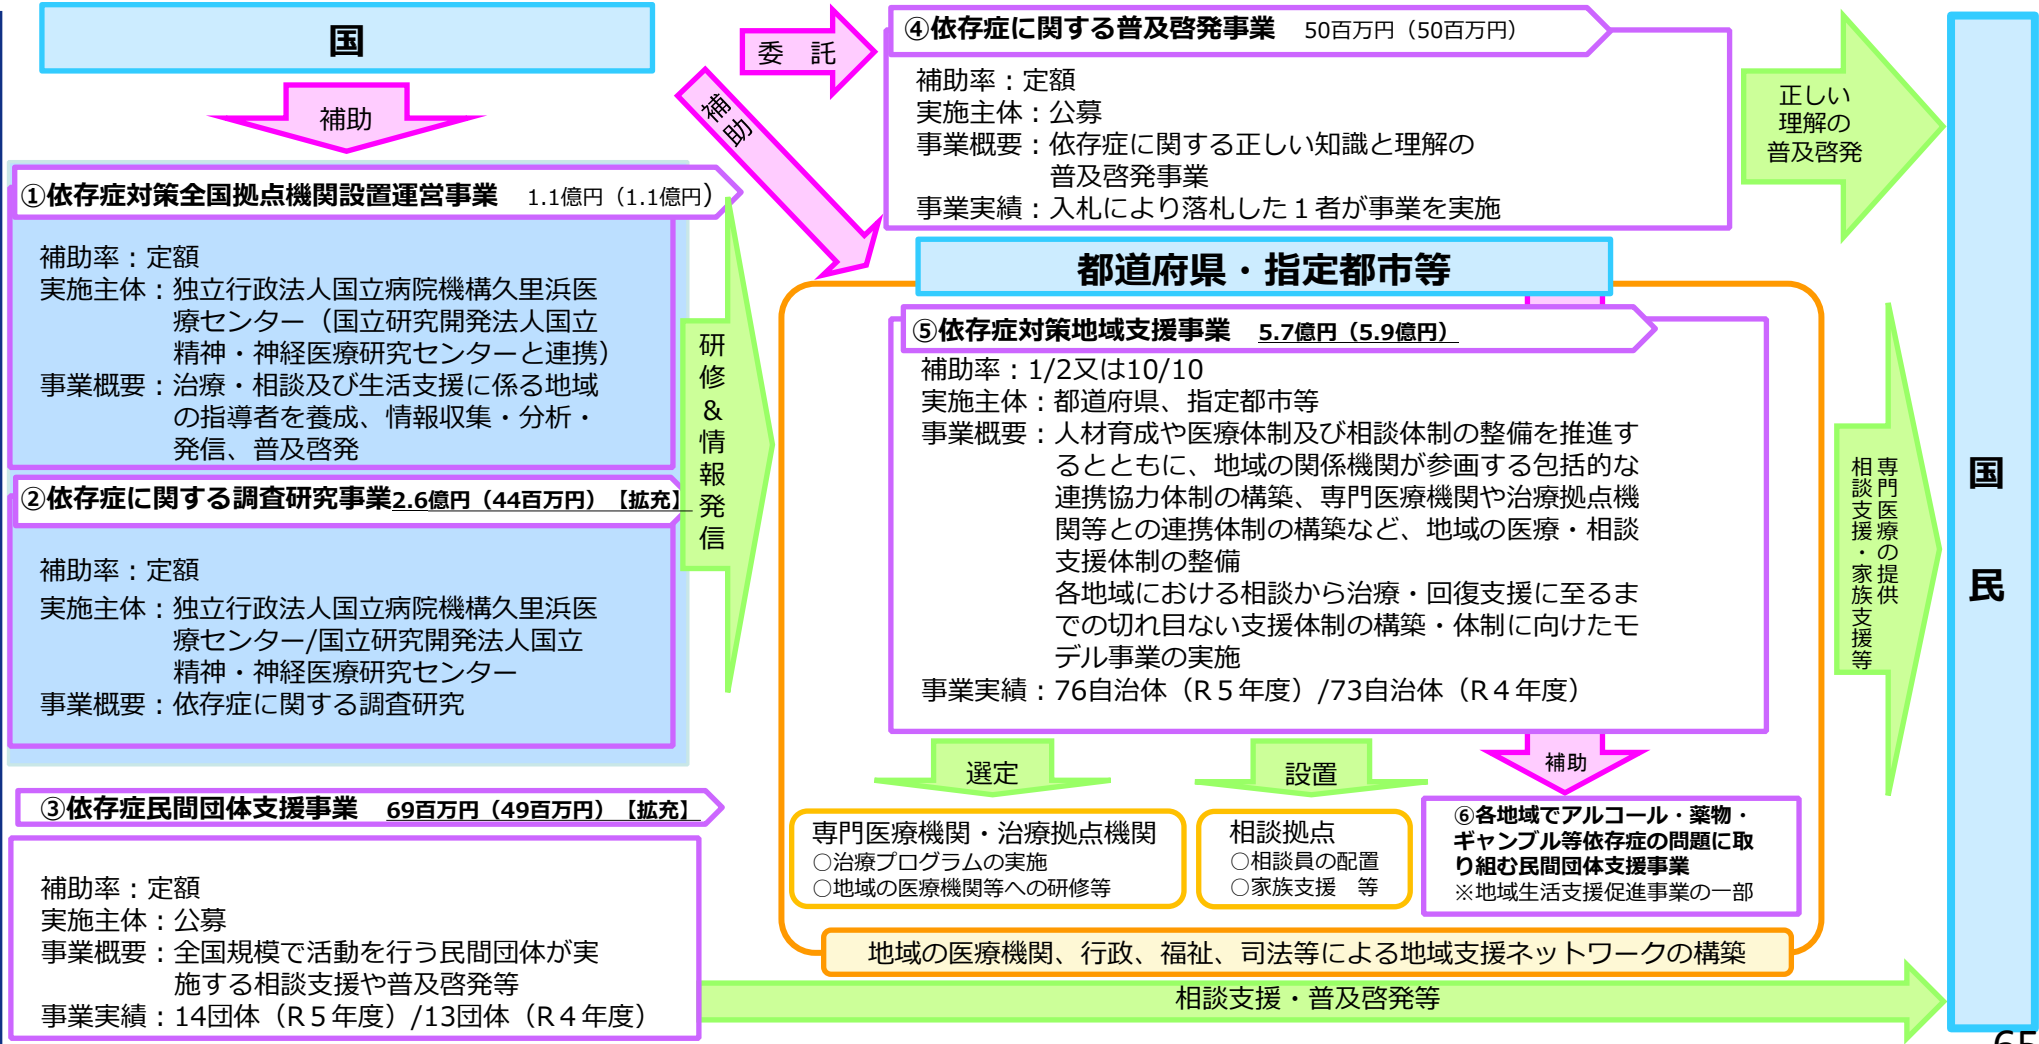 国
補助
①依存症対策全国拠点機関設置運営事業 1.1億円（1.1億円）
補助率：定額
実施主体：独立行政法人国立病院機構久里浜医
療センター（国立研究開発法人国立
精神・神経医療研究センターと連携）
事業概要：治療・相談及び生活支援に係る地域
の指導者を養成、情報収集・分析・
発信、普及啓発
②依存症に関する調査研究事業2.6億円（44百万円）【拡充】
補助率：定額
実施主体：独立行政法人国立病院機構久里浜医
療センター/国立研究開発法人国立
精神・神経医療研究センター
事業概要：依存症に関する調査研究
③依存症民間団体支援事業 69百万円（49百万円）【拡充】
補助率：定額
実施主体：公募
事業概要：全国規模で活動を行う民間団体が実
施する相談支援や普及啓発等
事業実績：14団体（R５年度）/13団体（R４年度）
研修＆情報発信
委 託
補助
④依存症に関する普及啓発事業 50百万円（50百万円）
補助率：定額
実施主体：公募
事業概要：依存症に関する正しい知識と理解の
普及啓発事業
事業実績：入札により落札した１者が事業を実施
正しい
理解の
普及啓発
都道府県・指定都市等
⑤依存症対策地域支援事業 5.7億円（5.9億円）
補助率：1/2又は10/10
実施主体：都道府県、指定都市等
事業概要：人材育成や医療体制及び相談体制の整備を推進す
るとともに、地域の関係機関が参画する包括的な
連携協力体制の構築、専門医療機関や治療拠点機
関等との連携体制の構築など、地域の医療・相談
支援体制の整備
各地域における相談から治療・回復支援に至るま
での切れ目ない支援体制の構築・体制に向けたモ
デル事業の実施
事業実績：76自治体（R５年度）/73自治体（R４年度）
選定
設置
補助
専門医療機関・治療拠点機関
○治療プログラムの実施
○地域の医療機関等への研修等
相談拠点
○相談員の配置
○家族支援 等
⑥各地域でアルコール・薬物・
ギャンブル等依存症の問題に取
り組む民間団体支援事業
※地域生活支援促進事業の一部
地域の医療機関、行政、福祉、司法等による地域支援ネットワークの構築
相談支援・普及啓発等
専門医療の提供
相談支援・家族支援等
国 民
65